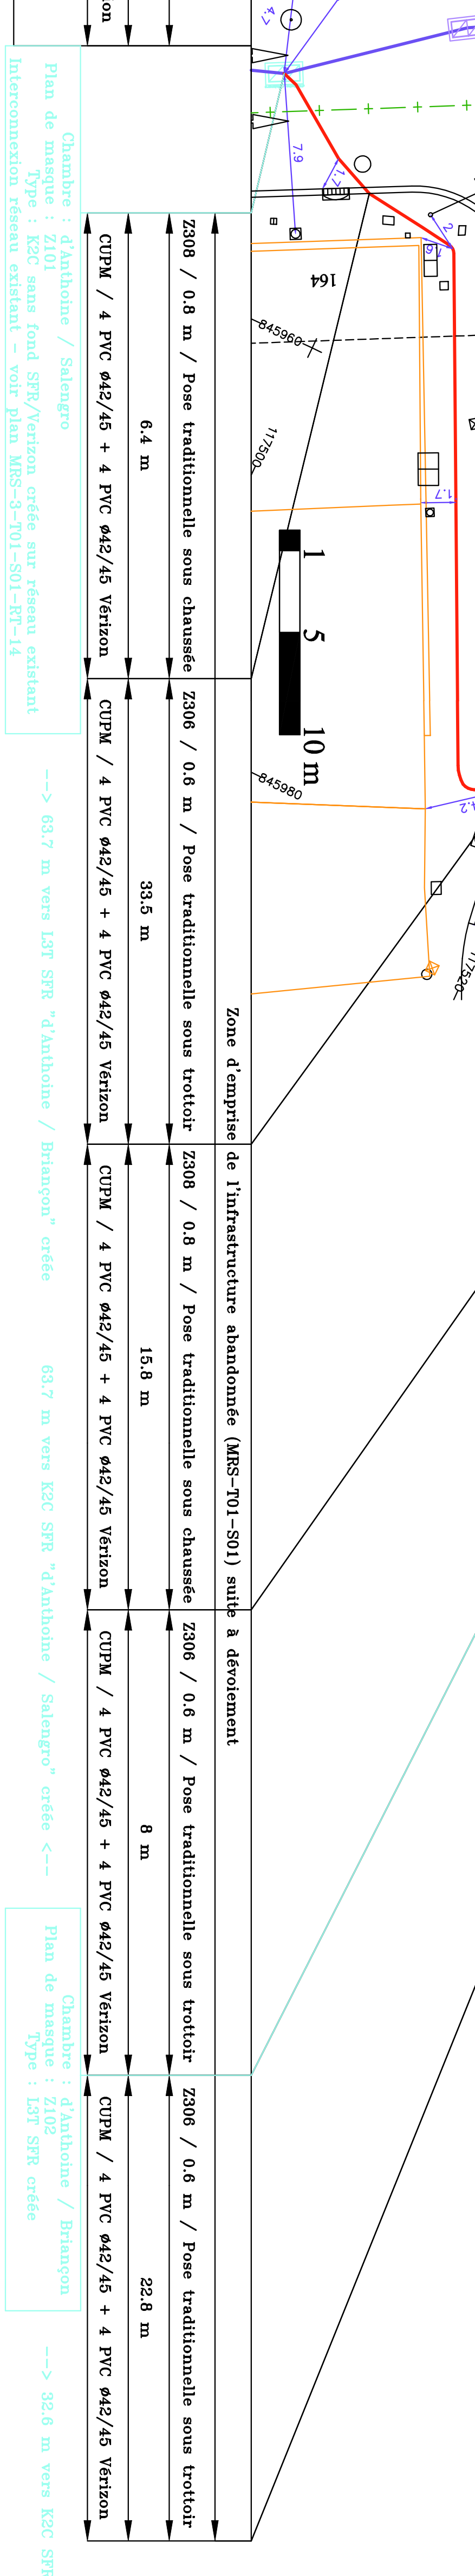 4.7
7.9
1.7
2
1.6
164
845960
117500
1.7
1
5
10 m
845980
4.2
117520
Zone d'emprise de l'infrastructure abandonnée (MRS-T01-S01) suite à dévoiement
Z308 / 0.8 m / Pose traditionnelle sous chaussée
6.4 m
CUPM / 4 PVC ø42/45 + 4 PVC ø42/45 Vérizon
Z306 / 0.6 m / Pose traditionnelle sous trottoir
33.5 m
CUPM / 4 PVC ø42/45 + 4 PVC ø42/45 Vérizon
Z308 / 0.8 m / Pose traditionnelle sous chaussée
15.8 m
CUPM / 4 PVC ø42/45 + 4 PVC ø42/45 Vérizon
Z306 / 0.6 m / Pose traditionnelle sous trottoir
8 m
CUPM / 4 PVC ø42/45 + 4 PVC ø42/45 Vérizon
Z306 / 0.6 m / Pose traditionnelle sous trottoir
22.8 m
CUPM / 4 PVC ø42/45 + 4 PVC ø42/45 Vérizon
Chambre : d'Anthoine / Salengro
Plan de masque : Z101
Type : K2C sans fond SFR/Verizon créée sur réseau existant
Interconnexion réseau existant - voir plan MRS-3-T01-S01-RT-14
--> 63.7 m vers L3T SFR "d'Anthoine / Briançon" créée
63.7 m vers K2C SFR "d'Anthoine / Salengro" créée <--
Chambre : d'Anthoine / Briançon
Plan de masque : Z102
Type : L3T SFR créée
--> 32.6 m vers K2C SFR